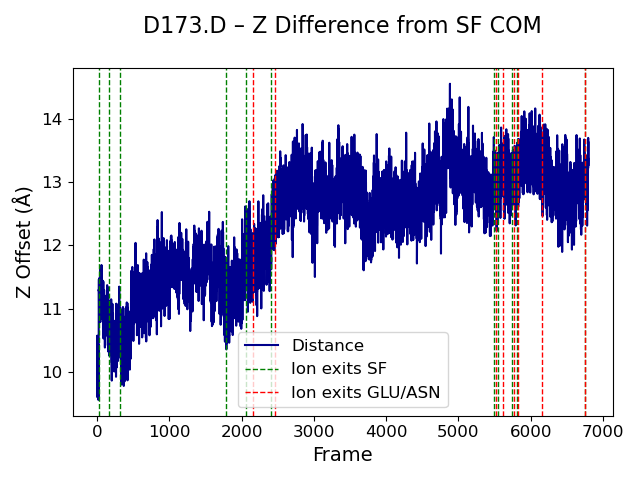 D173.D – Z Difference from SF COM
Z Offset (Å)
14
13
12
11
10
Distance
Ion exits SF
Ion exits GLU/ASN
0 1000 2000 3000 4000 5000 6000 7000
Frame